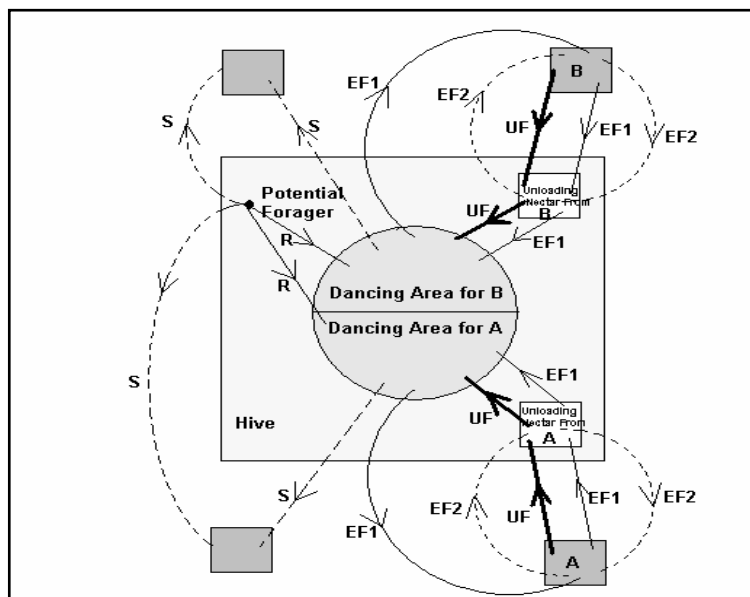 B
EF1
EF2
S
S
UF
EF1
EF2
Potential
Forager
Unloading
Nectar From
B
UF
R
EF1
R
Dancing Area for B
Dancing Area for A
S
EF1
Hive
UF
Unloading
Nectar From
A
S
EF1
EF2
UF
EF1
EF2
A